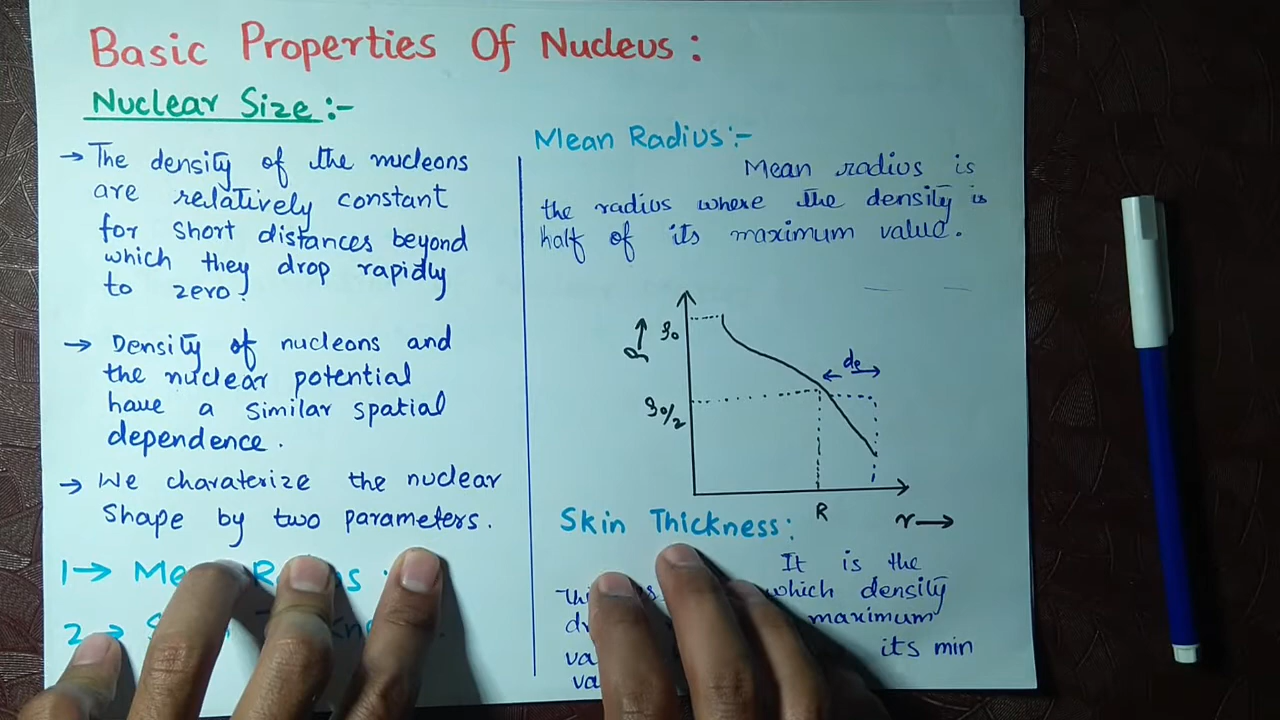 Basic Properties Of Nucleus :
Nuclear Size :-
→ The density of the nucleons
are relatively constant
for short distances beyond
which they drop rapidly
to zero.
→ Density of nucleons and
the nuclear potential
have a similar spatial
dependence.
→ We charaterize the nuclear
Shape by two parameters.
1→
2→
Mean Radius :-
Mean radius is
the radius where the density is
half of its maximum value.
ρ → ρ0
de
ρ0/2
R
r →
Skin Thickness :
It is the
which density
maximum
its min